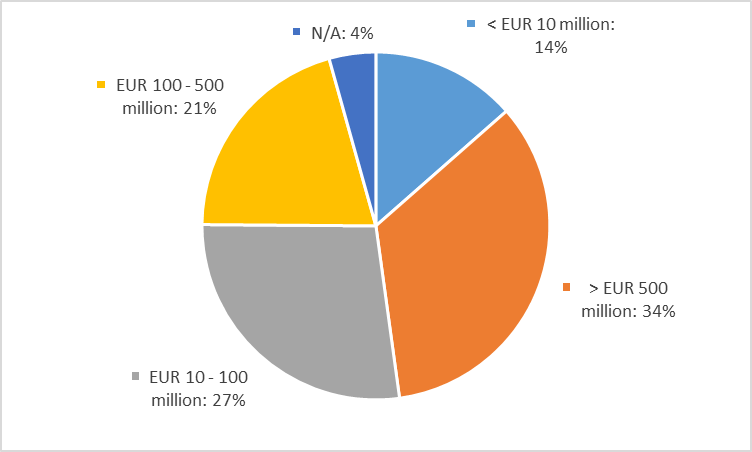 N/A: 4%
< EUR 10 million:
14%
EUR 100 - 500
million: 21%
> EUR 500
million: 34%
EUR 10 - 100
million: 27%